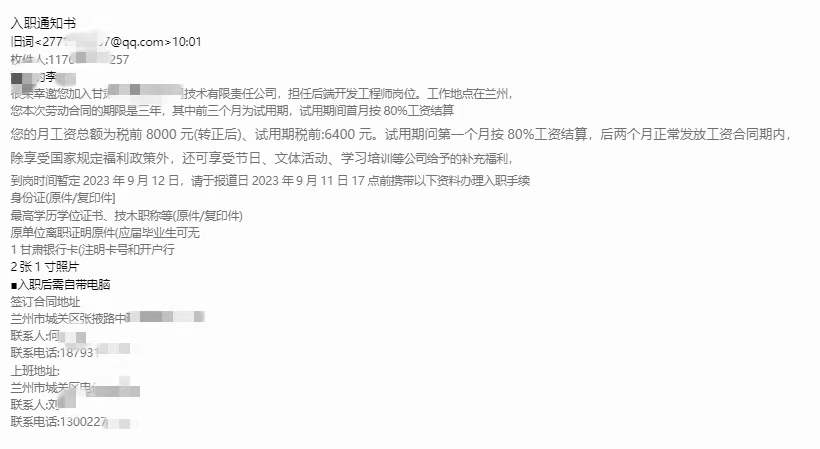 入职通知书
旧词<277 7@qq.com>10:01
枚件人:1176 257
李
很荣幸邀您加入甘肃 技术有限责任公司，担任后端开发工程师岗位。工作地点在兰州，
您本次劳动合同的期限是三年，其中前三个月为试用期，试用期间首月按 80%工资结算
您的月工资总额为税前 8000 元(转正后)、试用期税前:6400 元。试用期问第一个月按 80%工资结算，后两个月正常发放工资合同期内，
除享受国家规定福利政策外，还可享受节日、文体活动、学习培训等公司给予的补充福利，
到岗时间暂定 2023 年 9 月 12 日，请于报道日 2023 年 9 月 11 日 17 点前携带以下资料办理入职手续
身份证(原件/复印件]
最高学历学位证书、技木职称等(原件/复印件)
原单位离职证明原件(应届毕业生可无
1 甘肃银行卡(注明卡号和开户行
2 张 1 寸照片
■入职后需自带电脑
签订合同地址
兰州市城关区张掖路中
联系人:何
联系电话:187931
上班地址:
兰州市城关区电
联系人:刘
联系电话:1300227